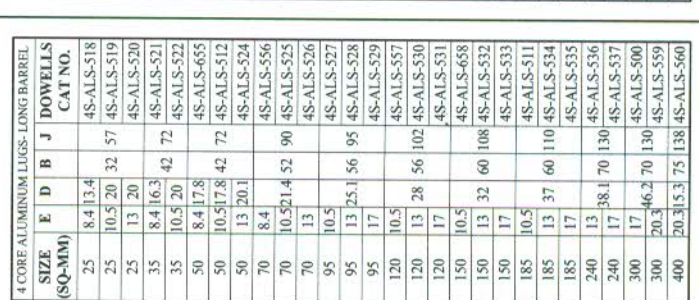 4 CORE ALUMINUM LUGS- LONG BARREL
SIZE (SQ-MM) E D B J DOWELLS CAT NO.
25 8.4 13.4 4S-ALS-518
25 10.5 20 32 57 4S-ALS-519
25 13 20 4S-ALS-520
35 8.4 16.3 42 72 4S-ALS-521
35 10.5 20 4S-ALS-522
50 8.4 17.8 4S-ALS-655
50 10.5 17.8 42 72 4S-ALS-512
50 13 20.1 4S-ALS-524
70 8.4 4S-ALS-556
70 10.5 21.4 52 90 4S-ALS-525
70 13 4S-ALS-526
95 10.5 4S-ALS-527
95 13 25.1 56 95 4S-ALS-528
95 17 4S-ALS-529
120 10.5 4S-ALS-557
120 13 28 56 102 4S-ALS-530
120 17 4S-ALS-531
150 10.5 4S-ALS-658
150 13 32 60 108 4S-ALS-532
150 17 4S-ALS-533
185 10.5 4S-ALS-511
185 13 37 60 110 4S-ALS-534
185 17 4S-ALS-535
240 13 38.1 70 130 4S-ALS-536
240 17 4S-ALS-537
300 17 46.2 70 130 4S-ALS-500
300 20.3 4S-ALS-559
400 20.3 15.3 75 138 4S-ALS-560